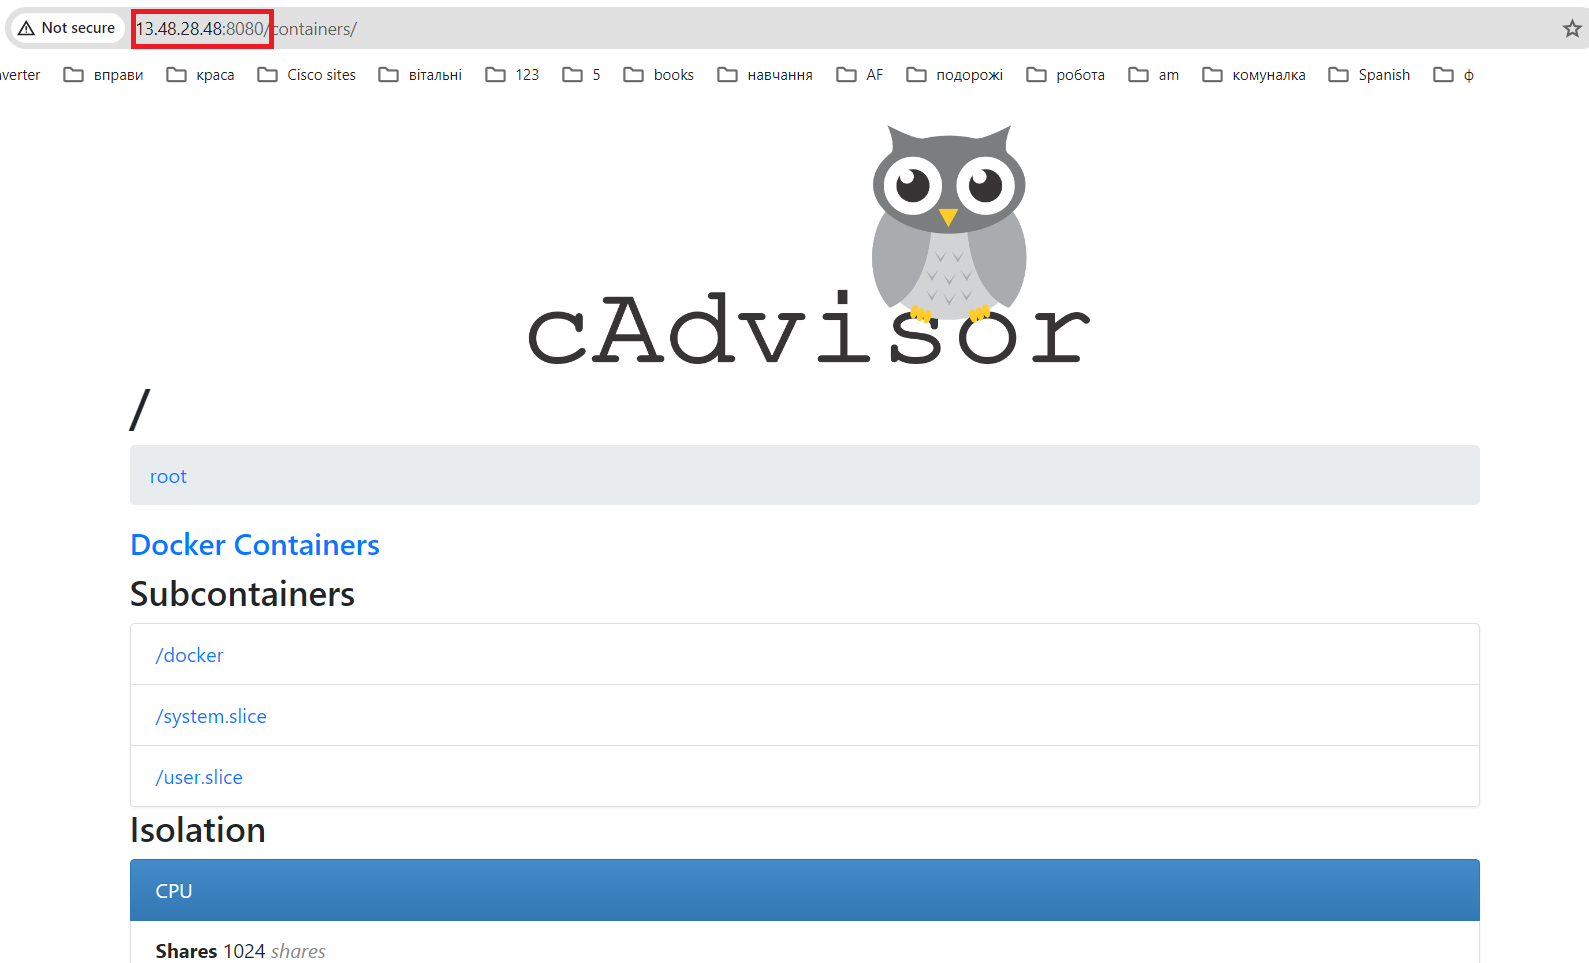 Not secure 13.48.28.48:8080/containers/
verter вправи краса Cisco sites вітальні 123 5 books навчання AF подорожі робота am комуналка Spanish ф
cAdvisor
/
root
Docker Containers
Subcontainers
/docker
/system.slice
/user.slice
Isolation
CPU
Shares 1024 shares